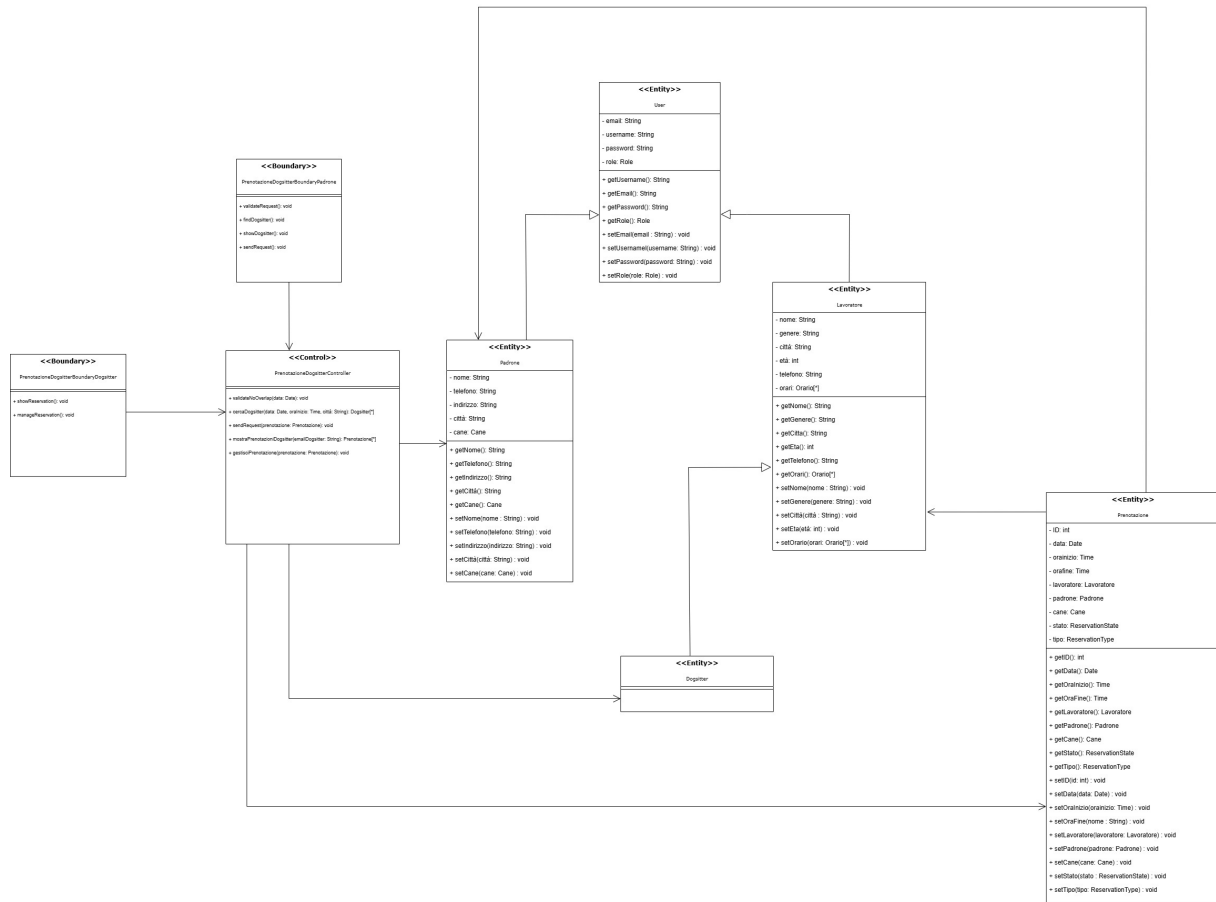 <<Entity>>
User
- email: String
- username: String
- password: String
- role: Role
+ getUsername(): String
+ getEmail(): String
+ getPassword(): String
+ getRole(): Role
+ setEmail(email : String) : void
+ setUsernamel(username: String) : void
+ setPassword(password: String) : void
+ setRole(role: Role) : void
<<Boundary>>
PrenotazioneDogsitterBoundaryPadrone
+ validateRequest(): void
+ findDogsitter(): void
+ showDogsitter(): void
+ sentRequest(): void
<<Boundary>>
PrenotazioneDogsitterBoundaryDogsitter
+ showReservation(): void
+ manageReservation(): void
<<Control>>
PrenotazioneDogsitterController
+ validateNoOverlap(data: Date): void
+ cercaDogsitter(data: Date, oraInizio: Time, città: String): Dogsitter[*]
+ sendRequest(prenotazione: Prenotazione): void
+ mostraPrenotazioniDogsitter(emailDogsitter: String): Prenotazione[*]
+ gestisciPrenotazione(prenotazione: Prenotazione): void
<<Entity>>
Padrone
- nome: String
- telefono: String
- indirizzo: String
- città: String
- cane: Cane
+ getNome(): String
+ getTelefono(): String
+ getIndirizzo(): String
+ getCittà(): String
+ getCane(): Cane
+ setNome(nome : String) : void
+ setTelefono(telefono: String) : void
+ setIndirizzo(indirizzo: String) : void
+ setCittà(città: String) : void
+ setCane(cane: Cane) : void
<<Entity>>
Lavoratore
- nome: String
- genere: String
- città: String
- età: int
- telefono: String
- orari: Orario[*]
+ getNome(): String
+ getGenere(): String
+ getCitta(): String
+ getEta(): int
+ getTelefono(): String
+ getOrari(): Orario[*]
+ setNome(nome : String) : void
+ setGenere(genere: String) : void
+ setCittà(città : String) : void
+ setEta(età: int) : void
+ setOrario(orari: Orario[*]) : void
<<Entity>>
Dogsitter
<<Entity>>
Prenotazione
- ID: int
- data: Date
- orainizio: Time
- orafine: Time
- lavoratore: Lavoratore
- padrone: Padrone
- cane: Cane
- stato: ReservationState
- tipo: ReservationType
+ getID(): int
+ getData(): Date
+ getOraInizio(): Time
+ getOraFine(): Time
+ getLavoratore(): Lavoratore
+ getPadrone(): Padrone
+ getCane(): Cane
+ getStato(): ReservationState
+ getTipo(): ReservationType
+ setID(id: int) : void
+ setData(data: Date) : void
+ setOraInizio(orainizio: Time) : void
+ setOraFine(nome : String) : void
+ setLavoratore(lavoratore: Lavoratore) : void
+ setPadrone(padrone: Padrone) : void
+ setCane(cane: Cane) : void
+ setStato(stato : ReservationState) : void
+ setTipo(tipo: ReservationType) : void